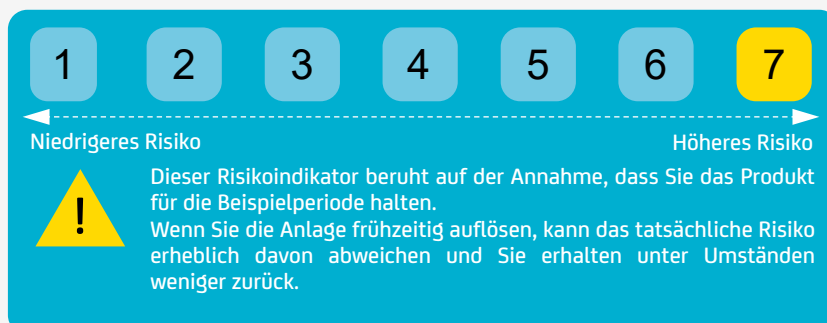 1 2 3 4 5 6 7
Niedrigeres Risiko Höheres Risiko
Dieser Risikoindikator beruht auf der Annahme, dass Sie das Produkt
für die Beispielperiode halten.
Wenn Sie die Anlage frühzeitig auflösen, kann das tatsächliche Risiko
erheblich davon abweichen und Sie erhalten unter Umständen
weniger zurück.
!